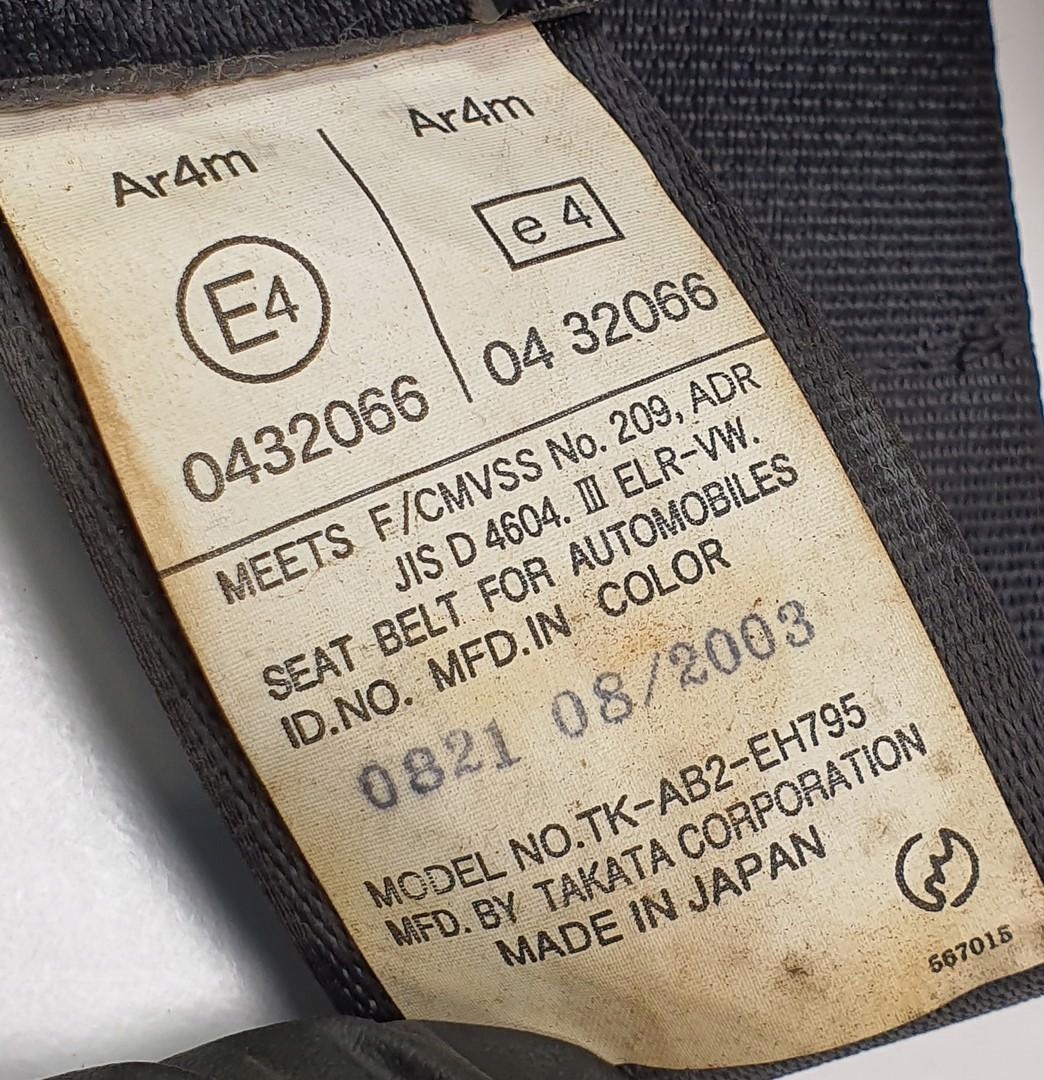 Ar4m
E4
0432066
Ar4m
e 4
04 32066
MEETS F/CMVSS No. 209, ADR
JIS D 4604. III ELR-VW.
SEAT BELT FOR AUTOMOBILES
ID.NO. MFD.IN COLOR
0821 08/2003
MODEL NO.TK-AB2-EH795
MFD. BY TAKATA CORPORATION
MADE IN JAPAN
567015